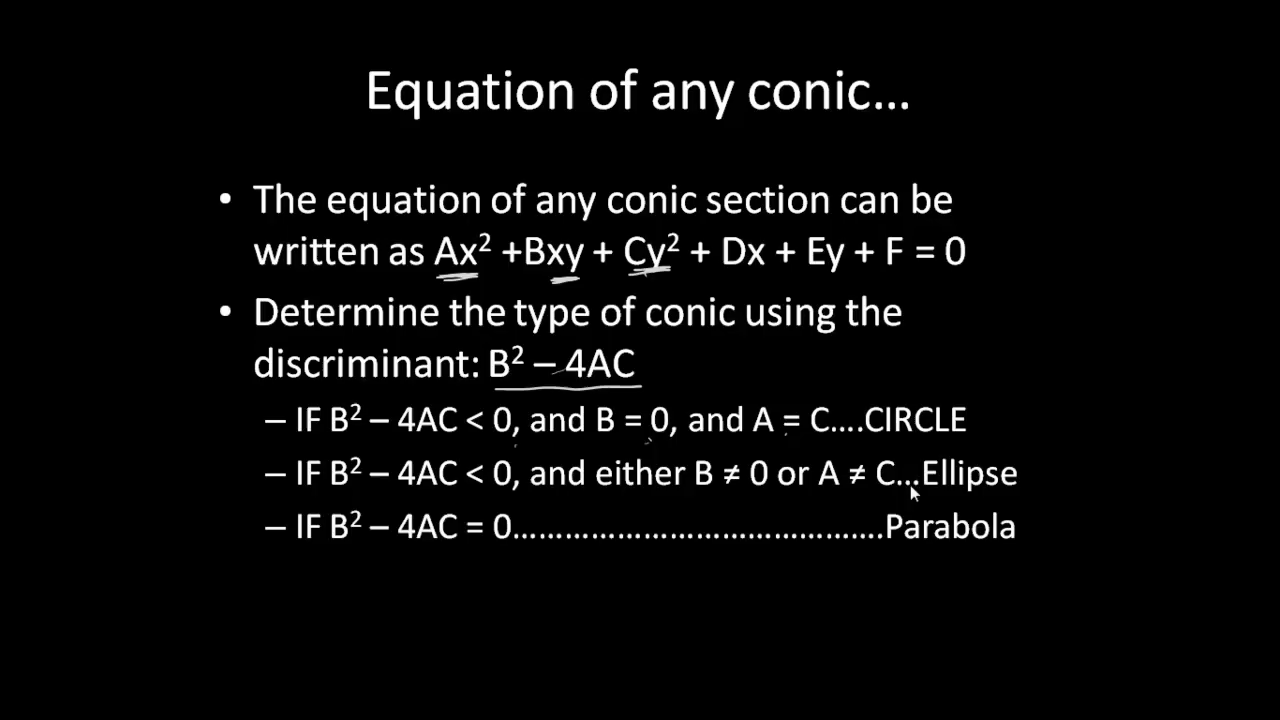 Equation of any conic...
• The equation of any conic section can be
written as Ax² +Bxy + Cy² + Dx + Ey + F = 0
• Determine the type of conic using the
discriminant: B² – 4AC
– IF B² – 4AC < 0, and B = 0, and A = C....CIRCLE
– IF B² – 4AC < 0, and either B ≠ 0 or A ≠ C...Ellipse
– IF B² – 4AC = 0............................................Parabola